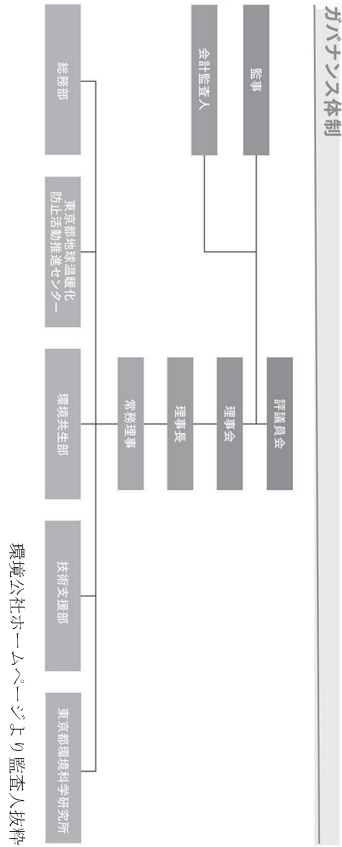 ガバナンス体制
評議員会
監事
理事会
会計監査人
理事長
常務理事
総務部
東京都地球温暖化
防止活動推進センター
環境共生部
技術支援部
東京都環境科学研究所
環境公社ホームページより監査人抜粋